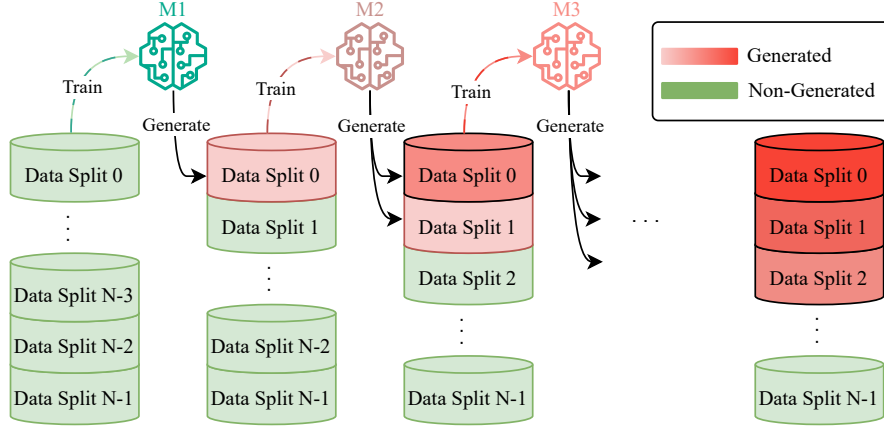 M1
M2
M3
Generated
Non-Generated
Train
Train
Train
Generate
Generate
Generate
Data Split 0
Data Split 0
Data Split 0
Data Split 0
Data Split 1
Data Split 1
. . .
Data Split 1
Data Split 2
Data Split 2
Data Split N-3
Data Split N-2
Data Split N-2
Data Split N-1
Data Split N-1
Data Split N-1
Data Split N-1